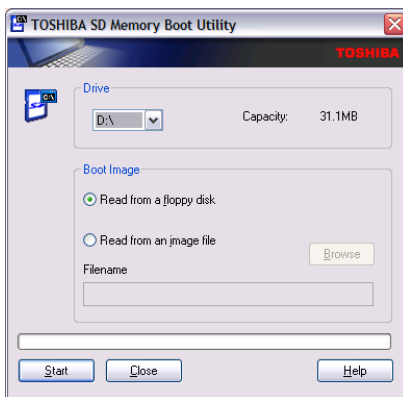 TOSHIBA SD Memory Boot Utility
TOSHIBA
C:\
SD
Drive
D:\ Capacity: 31.1MB
Boot Image
Read from a floppy disk
Read from an image file
Browse
Filename
Start Close Help